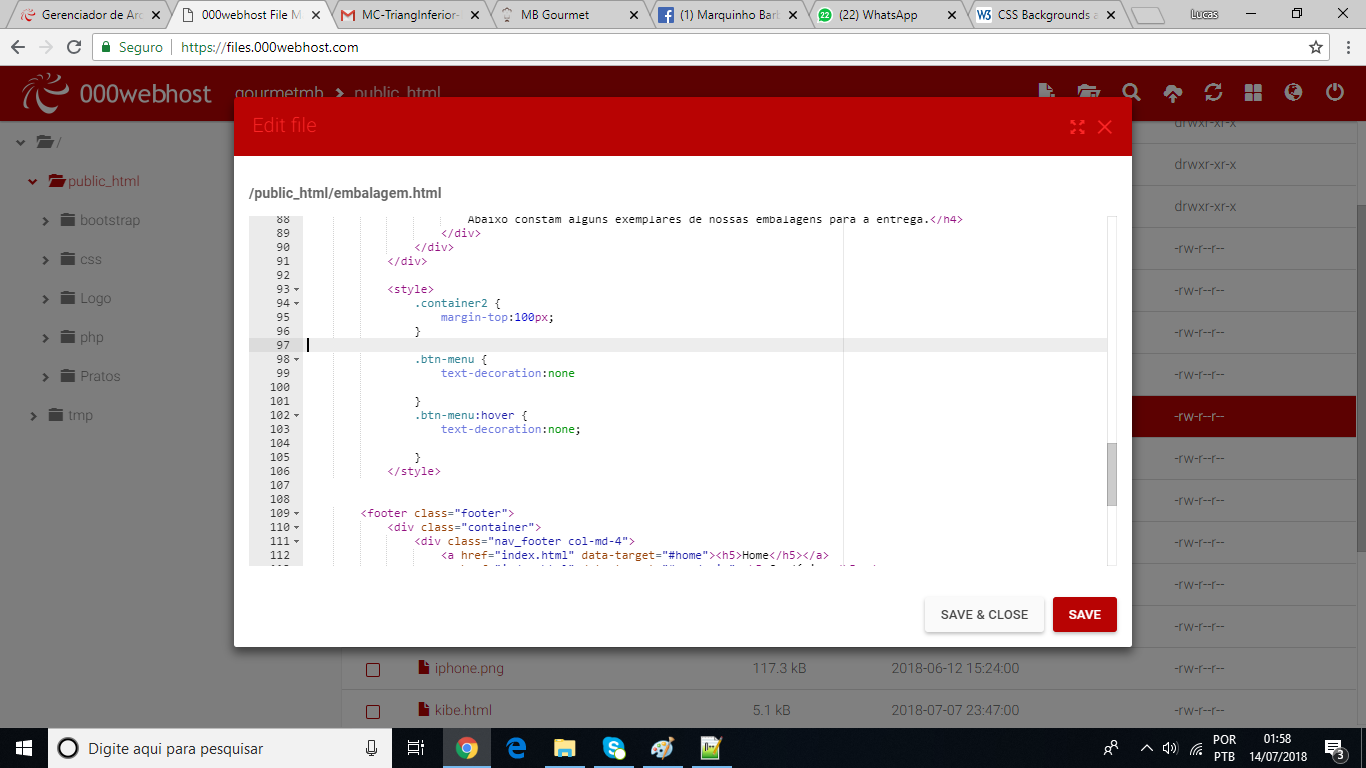 Gerenciador de Arc
000webhost File M
MC-TriangInferior-
MB Gourmet
(1) Marquinho Bar
(22) WhatsApp
CSS Backgrounds a
Lucas
Seguro
https://files.000webhost.com
000webhost
gourmetmb > public_html
Edit file
/
public_html
bootstrap
css
Logo
php
Pratos
tmp
/public_html/embalagem.html
88 Abaixo constam alguns exemplares de nossas embalagens para a entrega.</h4>
89 </div>
90 </div>
91 </div>
92
93 <style>
94 .container2 {
95 margin-top:100px;
96 }
97
98 .btn-menu {
99 text-decoration:none
100
101 }
102 .btn-menu:hover {
103 text-decoration:none;
104
105 }
106 </style>
107
108
109 <footer class="footer">
110 <div class="container">
111 <div class="nav_footer col-md-4">
112 <a href="index.html" data-target="#home"><h5>Home</h5></a>
SAVE & CLOSE
SAVE
drwxr-xr-x
drwxr-xr-x
drwxr-xr-x
-rw-r--r--
-rw-r--r--
-rw-r--r--
-rw-r--r--
-rw-r--r--
-rw-r--r--
-rw-r--r--
-rw-r--r--
-rw-r--r--
-rw-r--r--
iphone.png 117.3 kB 2018-06-12 15:24:00 -rw-r--r--
kibe.html 5.1 kB 2018-07-07 23:47:00 -rw-r--r--
Digite aqui para pesquisar
POR
PTB
01:58
14/07/2018
3